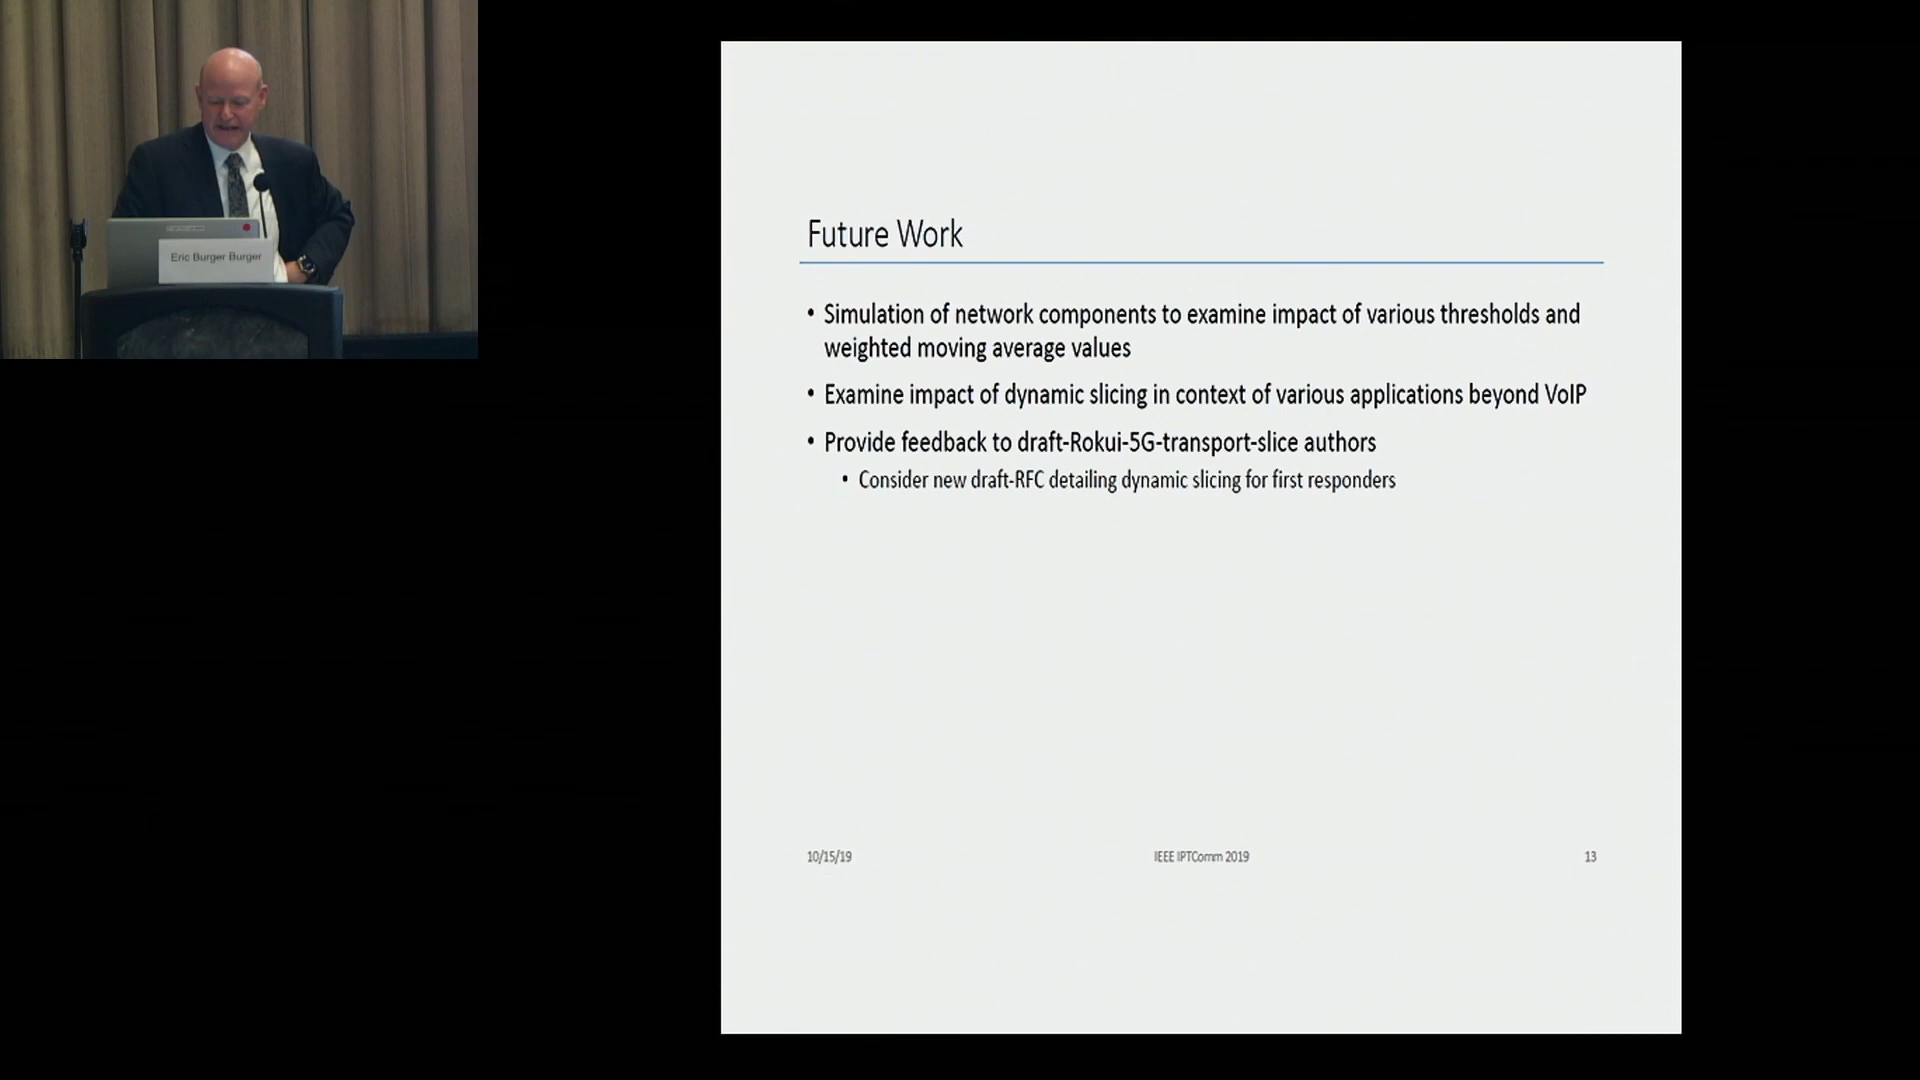 Eric Burger Burger
Future Work
• Simulation of network components to examine impact of various thresholds and
weighted moving average values
• Examine impact of dynamic slicing in context of various applications beyond VoIP
• Provide feedback to draft-Rokui-5G-transport-slice authors
• Consider new draft-RFC detailing dynamic slicing for first responders
10/15/19
IEEE IPTComm 2019
13